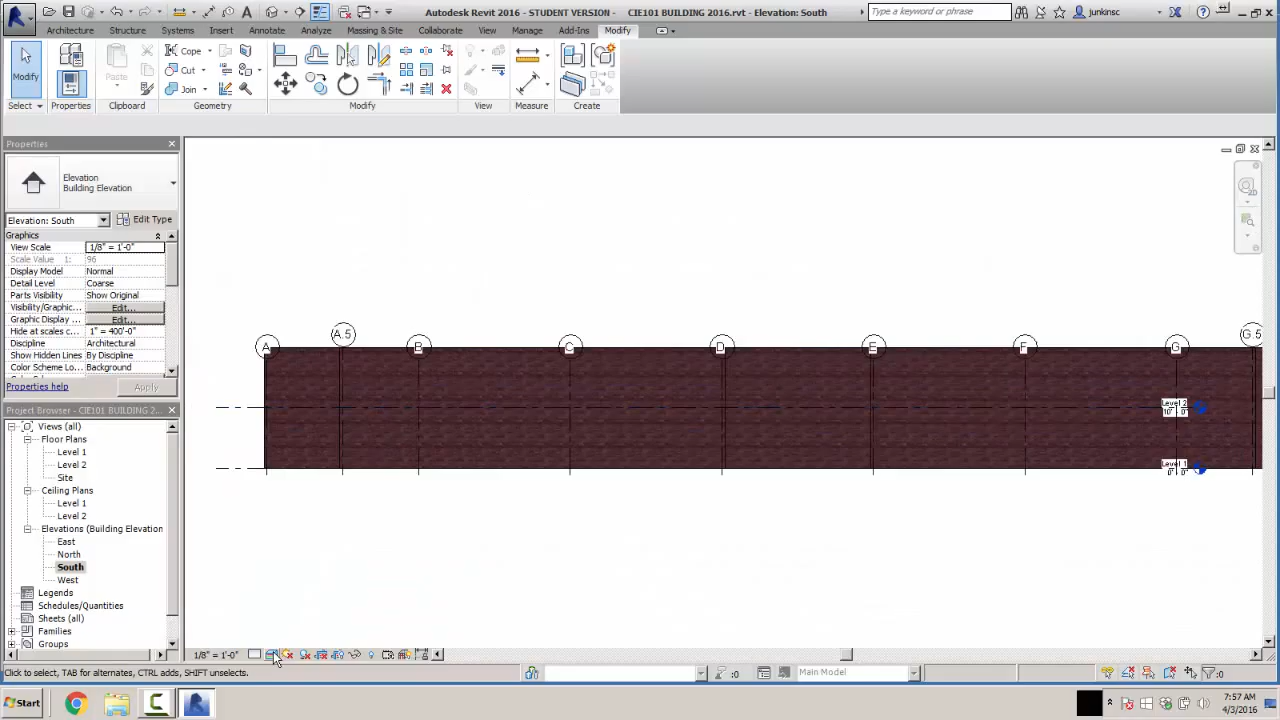 Autodesk Revit 2016 - STUDENT VERSION - CIE101 BUILDING 2016.rvt - Elevation: South
Type a keyword or phrase
junkinsc
Architecture Structure Systems Insert Annotate Analyze Massing & Site Collaborate View Manage Add-Ins Modify
Modify
Paste
Cope
Cut
Join
Select Properties Clipboard Geometry Modify View Measure Create
Properties
Elevation
Building Elevation
Elevation: South
Edit Type
Graphics
View Scale 1/8" = 1'-0"
Scale Value 1: 96
Display Model Normal
Detail Level Coarse
Parts Visibility Show Original
Visibility/Graphic... Edit...
Graphic Display ... Edit...
Hide at scales c... 1" = 400'-0"
Discipline Architectural
Show Hidden Lines By Discipline
Color Scheme Lo... Background
Properties help
Apply
Project Browser - CIE101 BUILDING 2...
Views (all)
Floor Plans
Level 1
Level 2
Site
Ceiling Plans
Level 1
Level 2
Elevations (Building Elevation
East
North
South
West
Legends
Schedules/Quantities
Sheets (all)
Families
Groups
A A.5 B C D E F G G.5
Level 2
10' 0"
Level 1
0' 0"
1/8" = 1'-0"
Click to select, TAB for alternates, CTRL adds, SHIFT unselects.
:0
Main Model
:0
Start
7:57 AM
4/3/2016